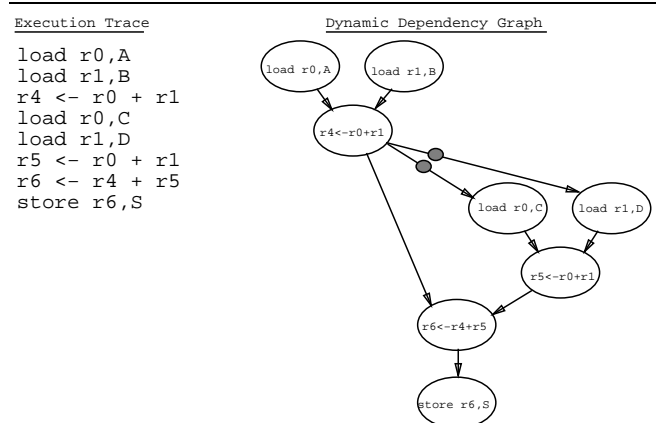 Execution Trace
Dynamic Dependency Graph
load r0,A
load r1,B
r4 <- r0 + r1
load r0,C
load r1,D
r5 <- r0 + r1
r6 <- r4 + r5
store r6,S
load r0,A
load r1,B
r4<-r0+r1
load r0,C
load r1,D
r5<-r0+r1
r6<-r4+r5
store r6,S